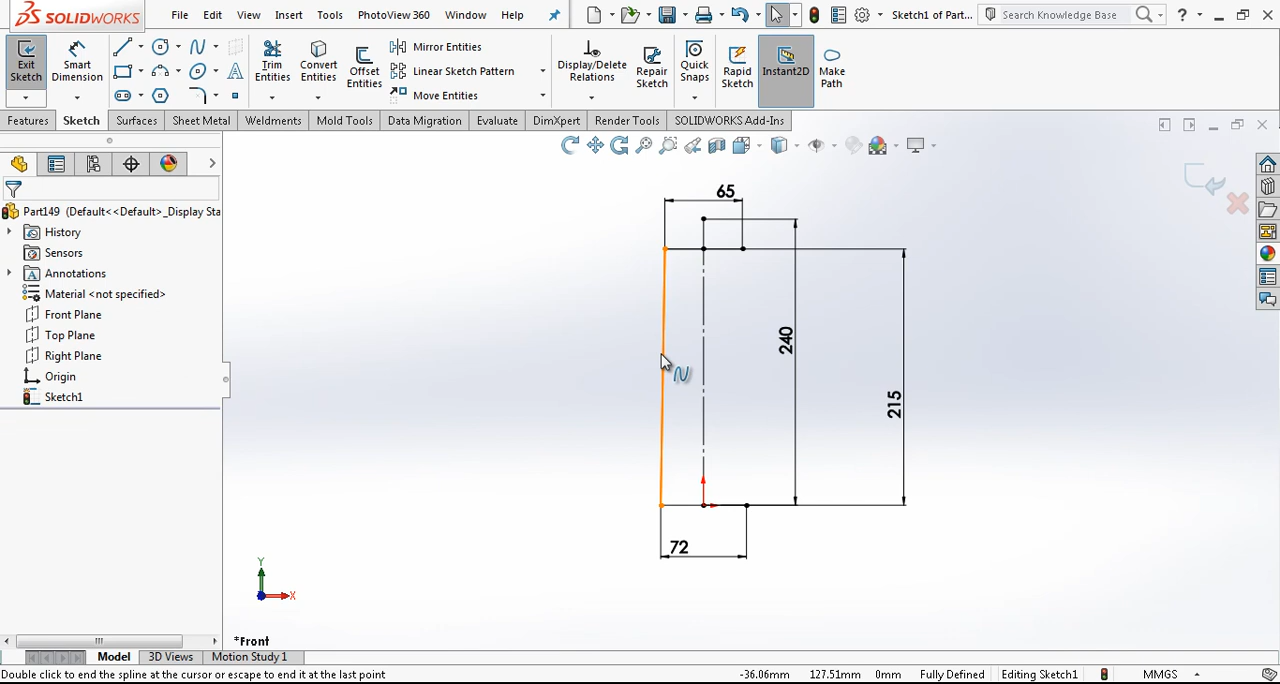 SOLIDWORKS
File Edit View Insert Tools PhotoView 360 Window Help
Sketch1 of Part...
Search Knowledge Base
Exit Sketch
Smart Dimension
Trim Entities
Convert Entities
Offset Entities
Mirror Entities
Linear Sketch Pattern
Move Entities
Display/Delete Relations
Repair Sketch
Quick Snaps
Rapid Sketch
Instant2D
Make Path
Features Sketch Surfaces Sheet Metal Weldments Mold Tools Data Migration Evaluate DimXpert Render Tools SOLIDWORKS Add-Ins
Part149 (Default<<Default>_Display Sta
History
Sensors
Annotations
Material <not specified>
Front Plane
Top Plane
Right Plane
Origin
Sketch1
65
240
215
72
Y
X
*Front
Model 3D Views Motion Study 1
Double click to end the spline at the cursor or escape to end it at the last point
-36.06mm 127.51mm 0mm Fully Defined Editing Sketch1 MMGS